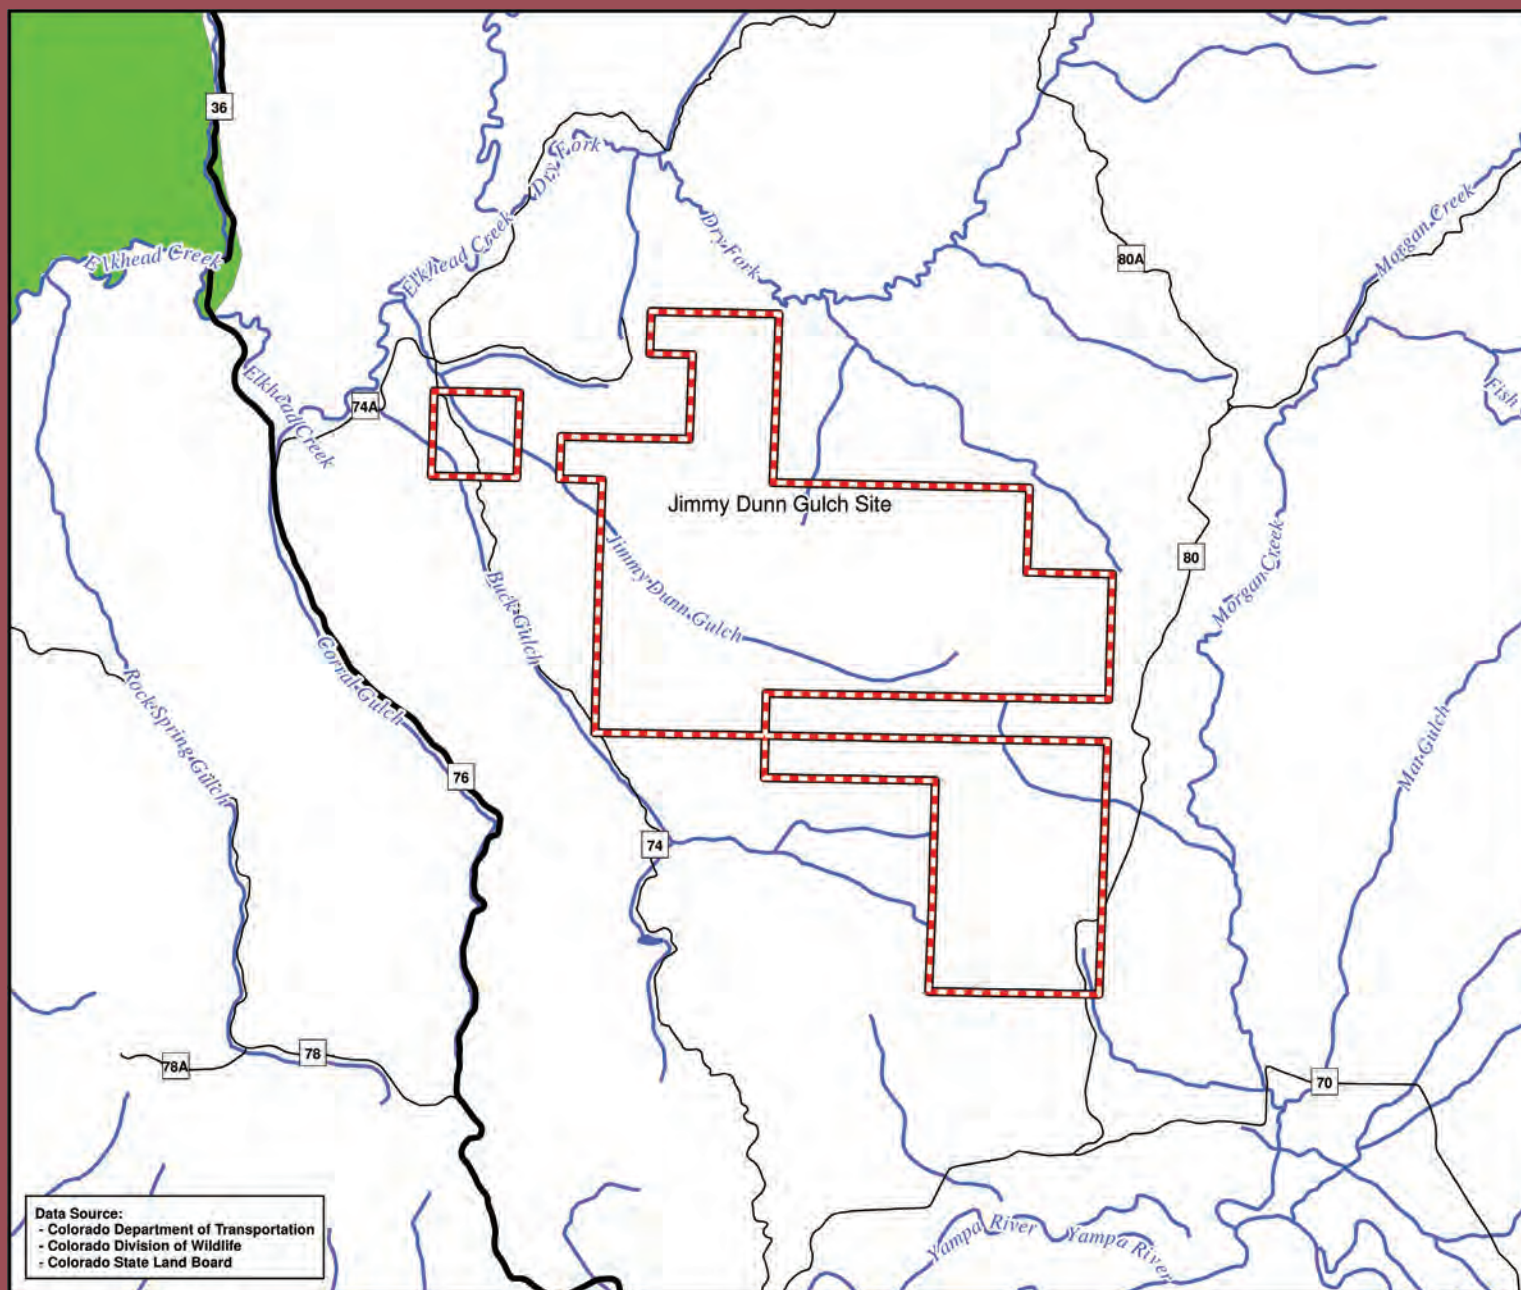 36
Dry Fork
Elkhead Creek
Dry Fork
Morgan Creek
80A
Elkhead Creek
Elkhead Creek
74A
Fish
Jimmy Dunn Gulch Site
Jimmy Dunn Gulch
80
Morgan Creek
Buck Gulch
Corral Gulch
Rock Spring Gulch
Mat Gulch
76
74
78
78A
70
Yampa River
Yampa River
Data Source:
- Colorado Department of Transportation
- Colorado Division of Wildlife
- Colorado State Land Board